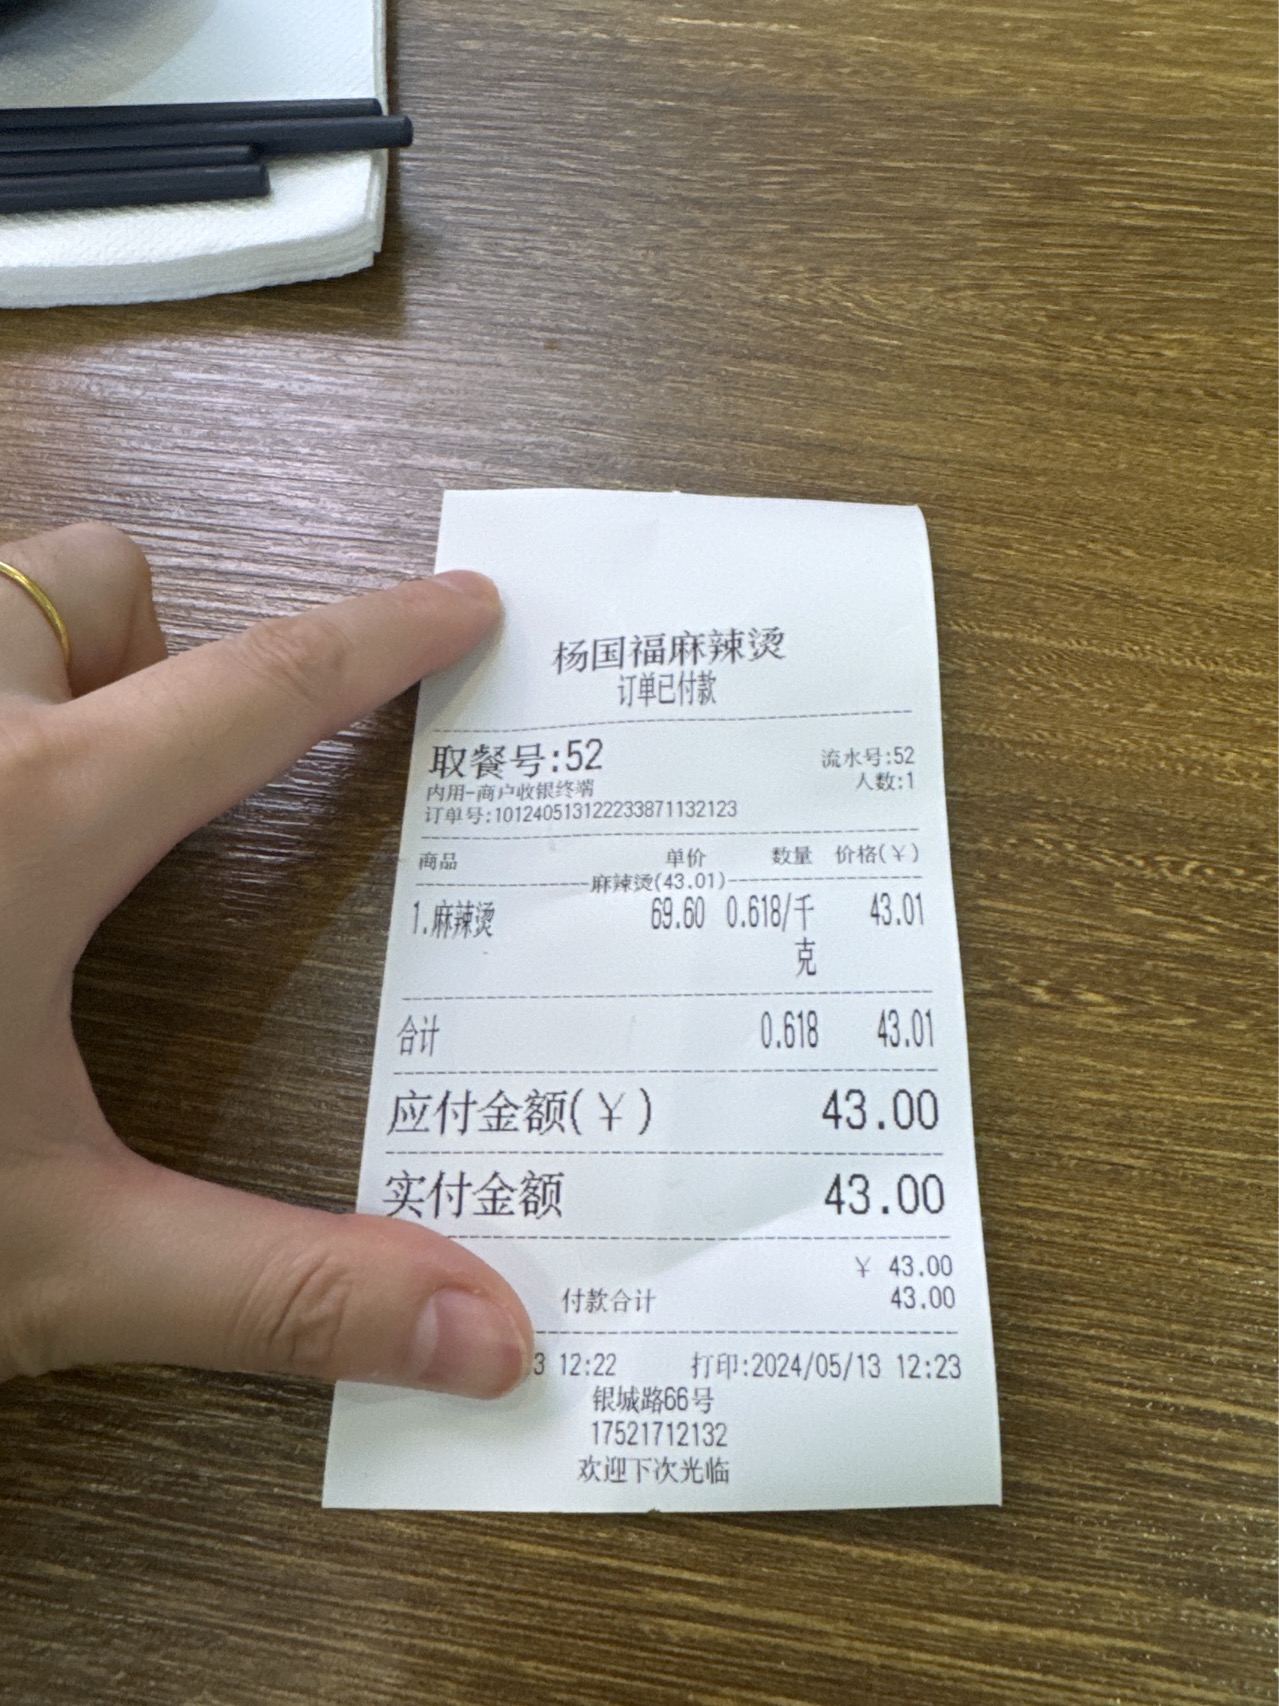 杨国福麻辣烫
订单已付款
取餐号:52 流水号:52
内用-商户收银终端 人数:1
订单号:1012405131222233871132123
商品 单价 数量 价格(¥)
麻辣烫(43.01)
1.麻辣烫 69.60 0.618/千克 43.01
合计 0.618 43.01
应付金额(¥) 43.00
实付金额 43.00
¥ 43.00
付款合计 43.00
3 12:22 打印:2024/05/13 12:23
银城路66号
17521712132
欢迎下次光临